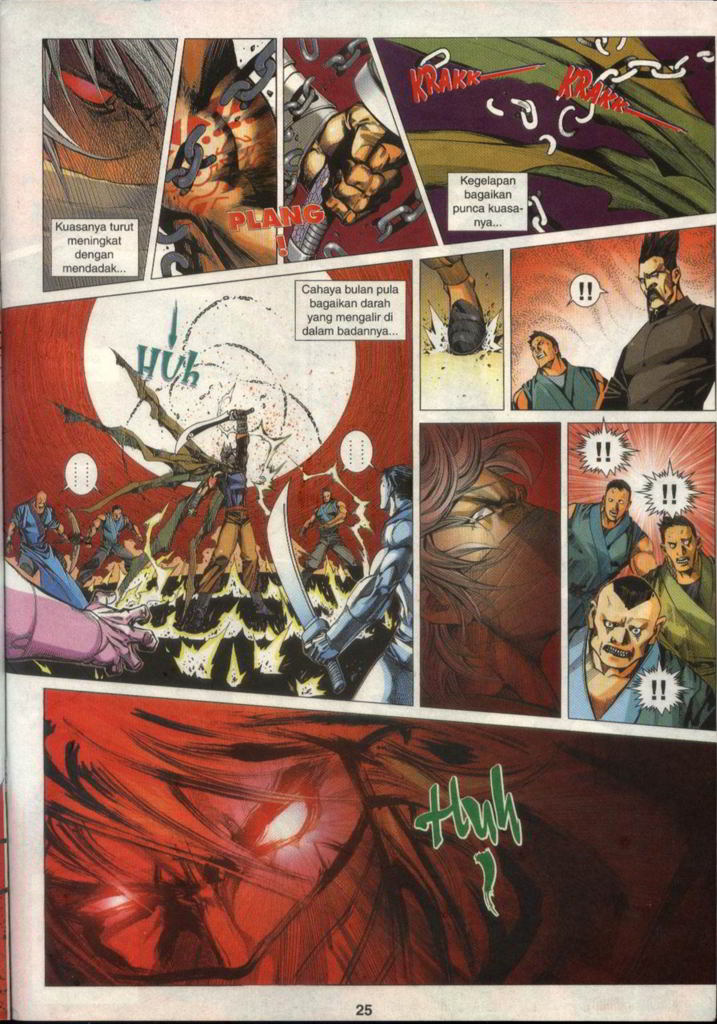 KRAKK
KRAKK
Kuasanya turut
meningkat
dengan
mendadak...
PLANG
!
Kegelapan
bagaikan
punca kuasa-
nya...
Cahaya bulan pula
bagaikan darah
yang mengalir di
dalam badannya...
HUh
!!
......
......
!!
!!
!!
Huh
!
25